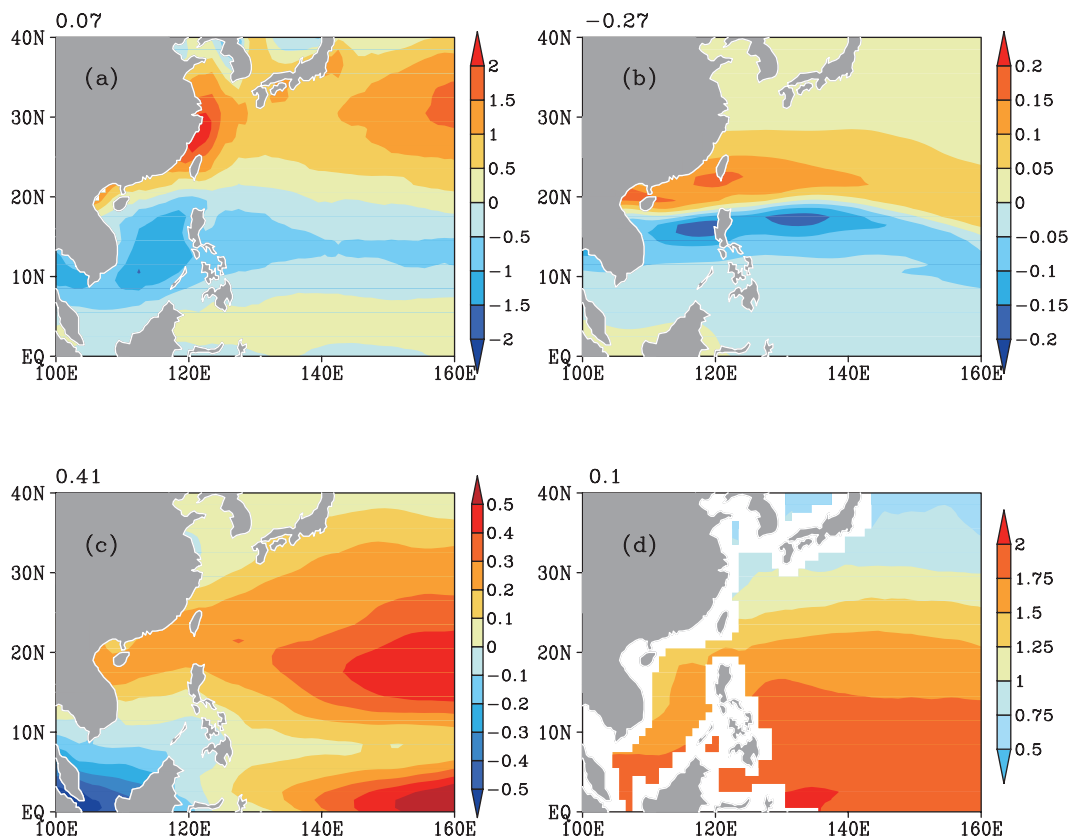 0.07
−0.27
40N
30N
20N
10N
EQ
100E 120E 140E 160E
(a)
2
1.5
1
0.5
0
−0.5
−1
−1.5
−2
40N
30N
20N
10N
EQ
100E 120E 140E 160E
(b)
0.2
0.15
0.1
0.05
0
−0.05
−0.1
−0.15
−0.2
0.41
0.1
40N
30N
20N
10N
EQ
100E 120E 140E 160E
(c)
0.5
0.4
0.3
0.2
0.1
0
−0.1
−0.2
−0.3
−0.4
−0.5
40N
30N
20N
10N
EQ
100E 120E 140E 160E
(d)
2
1.75
1.5
1.25
1
0.75
0.5